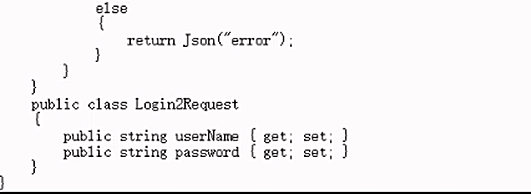 else
{
return Json("error");
}
}
}
public class Login2Request
{
public string userName { get; set; }
public string password { get; set; }
}
}